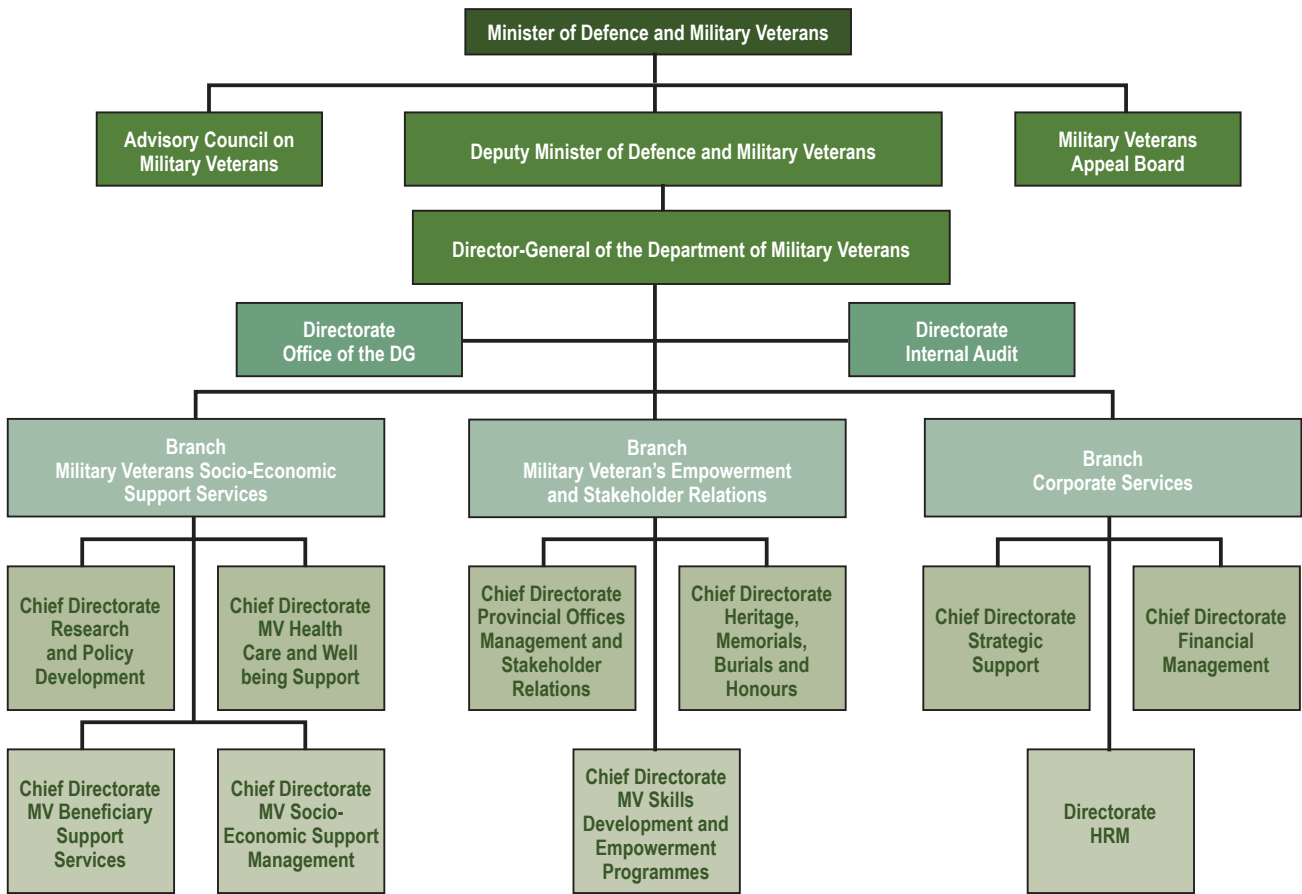 Minister of Defence and Military Veterans
Advisory Council on
Military Veterans
Deputy Minister of Defence and Military Veterans
Military Veterans
Appeal Board
Director-General of the Department of Military Veterans
Directorate
Office of the DG
Directorate
Internal Audit
Branch
Military Veterans Socio-Economic
Support Services
Branch
Military Veteran’s Empowerment
and Stakeholder Relations
Branch
Corporate Services
Chief Directorate
Research
and Policy
Development
Chief Directorate
MV Health
Care and Well
being Support
Chief Directorate
Provincial Offices
Management and
Stakeholder
Relations
Chief Directorate
Heritage,
Memorials,
Burials and
Honours
Chief Directorate
Strategic
Support
Chief Directorate
Financial
Management
Chief Directorate
MV Beneficiary
Support
Services
Chief Directorate
MV Socio-
Economic Support
Management
Chief Directorate
MV Skills
Development and
Empowerment
Programmes
Directorate
HRM